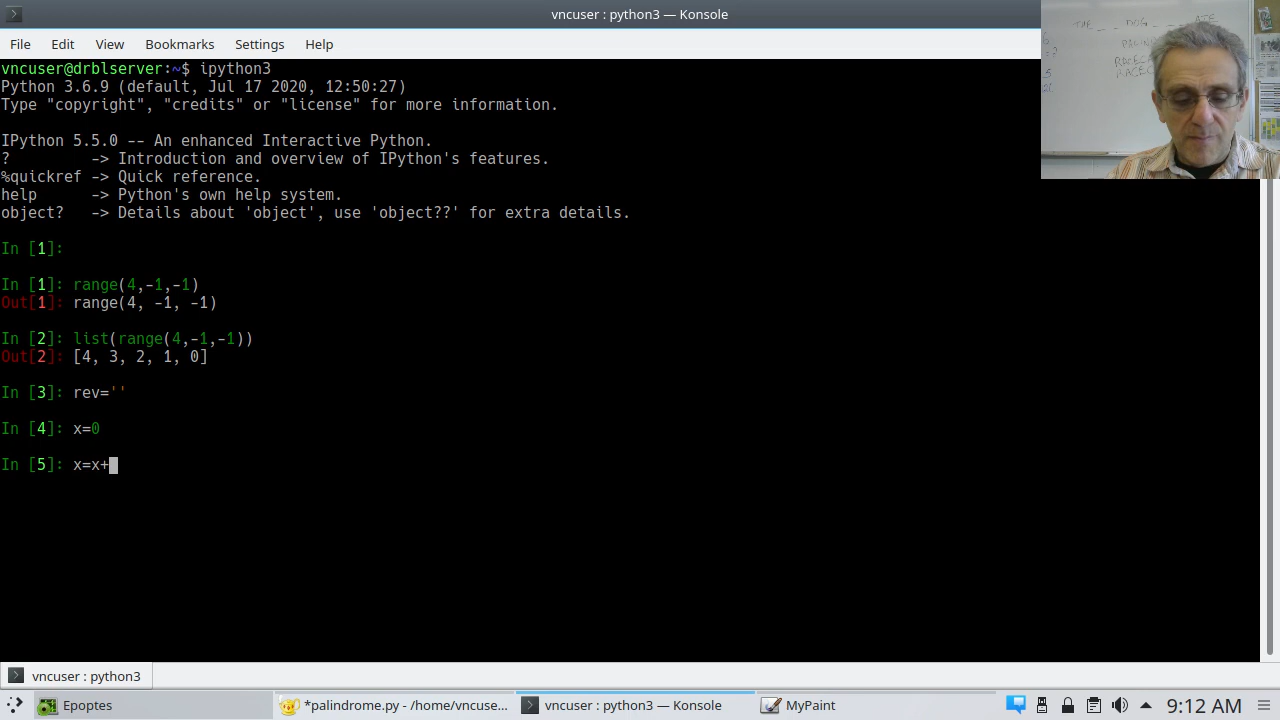 vncuser : python3 — Konsole
File Edit View Bookmarks Settings Help
vncuser@drblserver:~$ ipython3
Python 3.6.9 (default, Jul 17 2020, 12:50:27)
Type "copyright", "credits" or "license" for more information.
IPython 5.5.0 -- An enhanced Interactive Python.
? -> Introduction and overview of IPython's features.
%quickref -> Quick reference.
help -> Python's own help system.
object? -> Details about 'object', use 'object??' for extra details.
In [1]:
In [1]: range(4,-1,-1)
Out[1]: range(4, -1, -1)
In [2]: list(range(4,-1,-1))
Out[2]: [4, 3, 2, 1, 0]
In [3]: rev=''
In [4]: x=0
In [5]: x=x+
THE _ _ DOG _
vncuser : python3
Epoptes
*palindrome.py - /home/vncuse...
vncuser : python3 — Konsole
MyPaint
9:12 AM